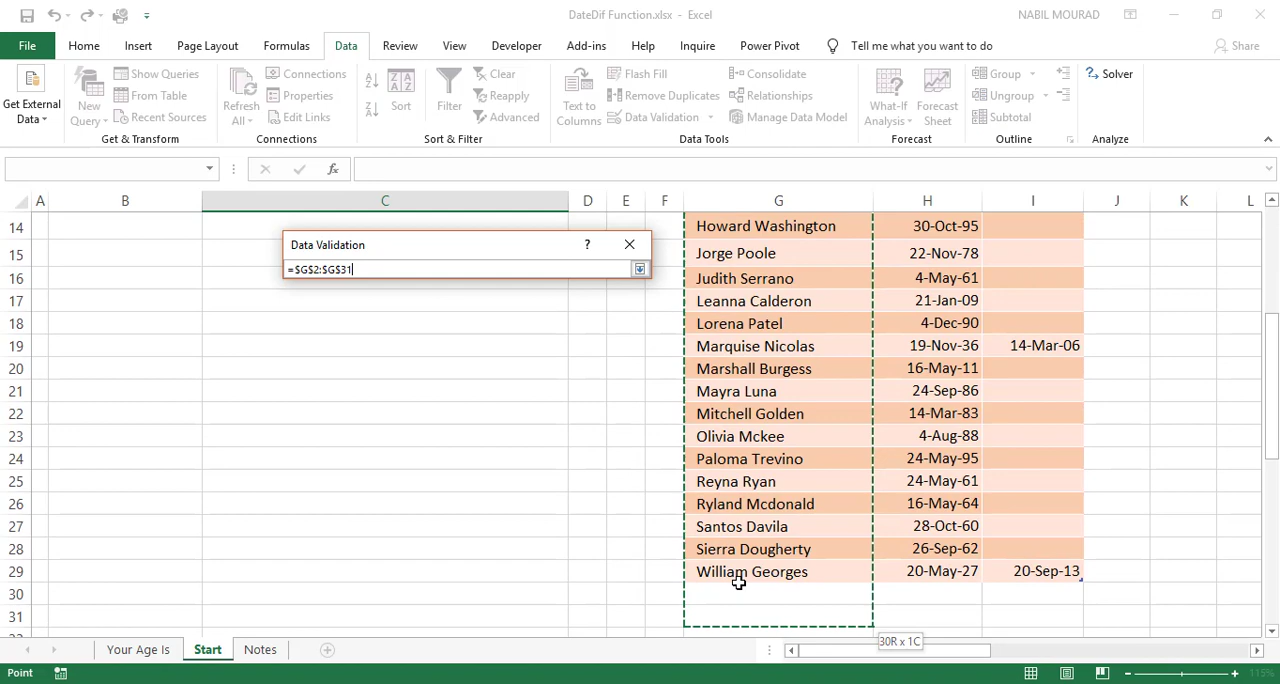 DateDif Function.xlsx - Excel
NABIL MOURAD
File Home Insert Page Layout Formulas Data Review View Developer Add-ins Help Inquire Power Pivot Tell me what you want to do Share
Get External Data
New Query
Show Queries
From Table
Recent Sources
Get & Transform
Refresh All
Connections
Properties
Edit Links
Connections
Sort
Filter
Clear
Reapply
Advanced
Sort & Filter
Text to Columns
Flash Fill
Remove Duplicates
Data Validation
Consolidate
Relationships
Manage Data Model
Data Tools
What-If Analysis
Forecast Sheet
Forecast
Group
Ungroup
Subtotal
Outline
Solver
Analyze
fx
A B C D E F G H I J K L
Data Validation ? 
=$G$2:$G$31
14 Howard Washington 30-Oct-95
15 Jorge Poole 22-Nov-78
16 Judith Serrano 4-May-61
17 Leanna Calderon 21-Jan-09
18 Lorena Patel 4-Dec-90
19 Marquise Nicolas 19-Nov-36 14-Mar-06
20 Marshall Burgess 16-May-11
21 Mayra Luna 24-Sep-86
22 Mitchell Golden 14-Mar-83
23 Olivia Mckee 4-Aug-88
24 Paloma Trevino 24-May-95
25 Reyna Ryan 24-May-61
26 Ryland Mcdonald 16-May-64
27 Santos Davila 28-Oct-60
28 Sierra Dougherty 26-Sep-62
29 William Georges 20-May-27 20-Sep-13
30
31
30R x 1C
Your Age Is Start Notes
Point
115%